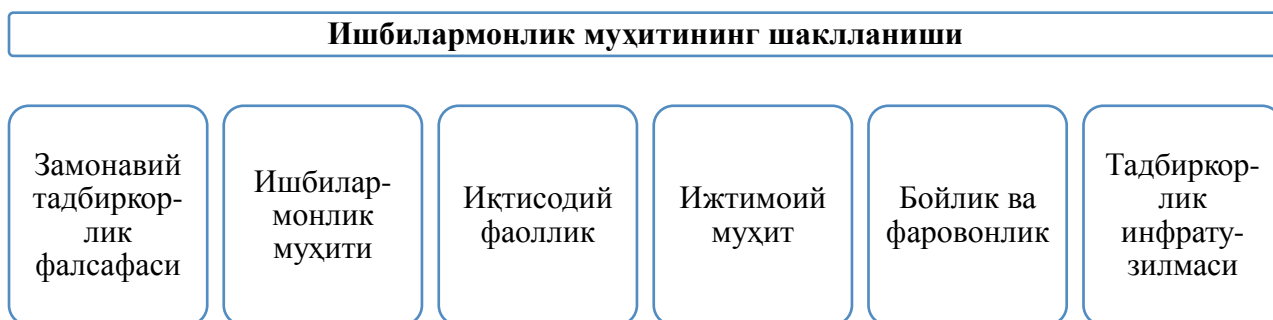 Ишбилармонлик муҳитининг шаклланиши
Замонавий
тадбиркор-
лик
фалсафаси
Ишбилар-
монлик
муҳити
Иқтисодий
фаоллик
Ижтимоий
муҳит
Бойлик ва
фаровонлик
Тадбиркор-
лик
инфрату-
зилмаси